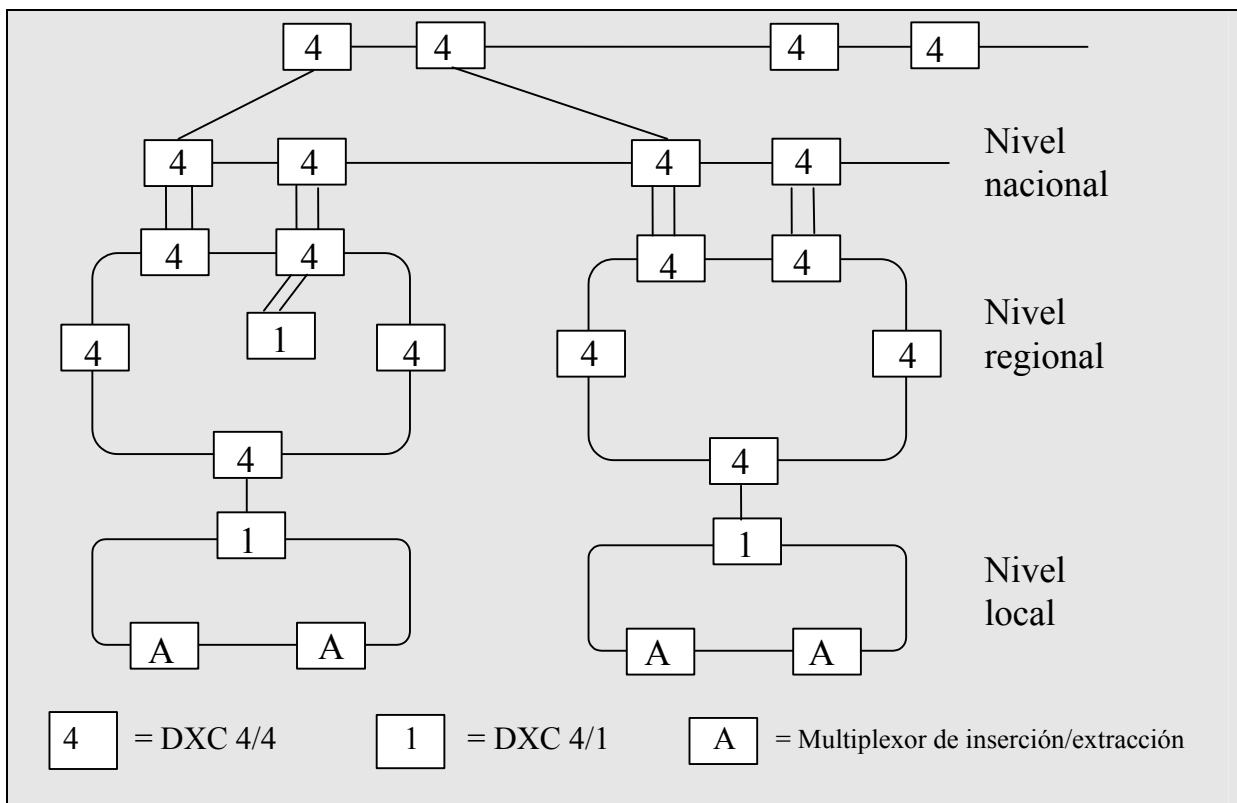 4 4 4 4
4 4 4 4
Nivel
nacional
4 4 4 4
1
4 4 4 4
Nivel
regional
4 4
1 1
Nivel
local
A A A A
4 = DXC 4/4 1 = DXC 4/1 A = Multiplexor de inserción/extracción